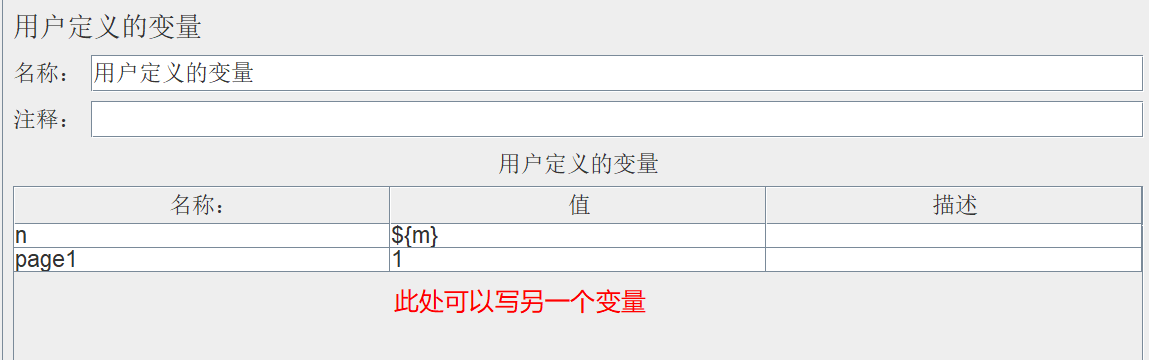 用户定义的变量
名称： 用户定义的变量
注释：
用户定义的变量
名称： 值 描述
n ${m}
page1 1
此处可以写另一个变量